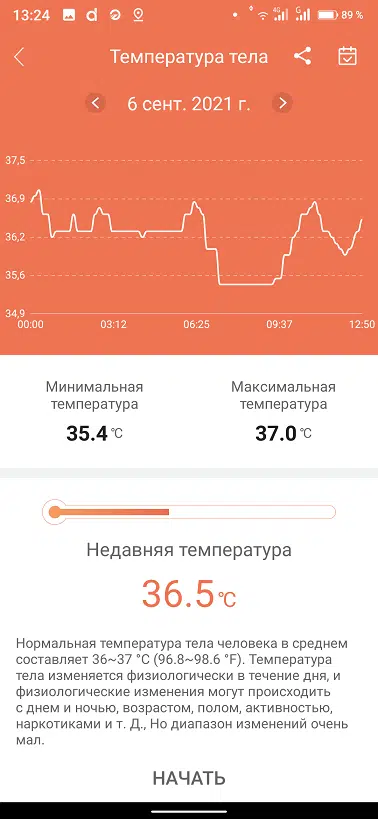 13:24 4G G 89 %
Температура тела
6 сент. 2021 г.
37,5
36,9
36,2
35,6
34,9
00:00 03:12 06:25 09:37 12:50
Минимальная
температура
35.4 °C
Максимальная
температура
37.0 °C
Недавняя температура
36.5 °C
Нормальная температура тела человека в среднем
составляет 36~37 °C (96.8~98.6 °F). Температура
тела изменяется физиологически в течение дня, и
физиологические изменения могут происходить
с днем и ночью, возрастом, полом, активностью,
наркотиками и т. Д., Но диапазон изменений очень
мал.
НАЧАТЬ